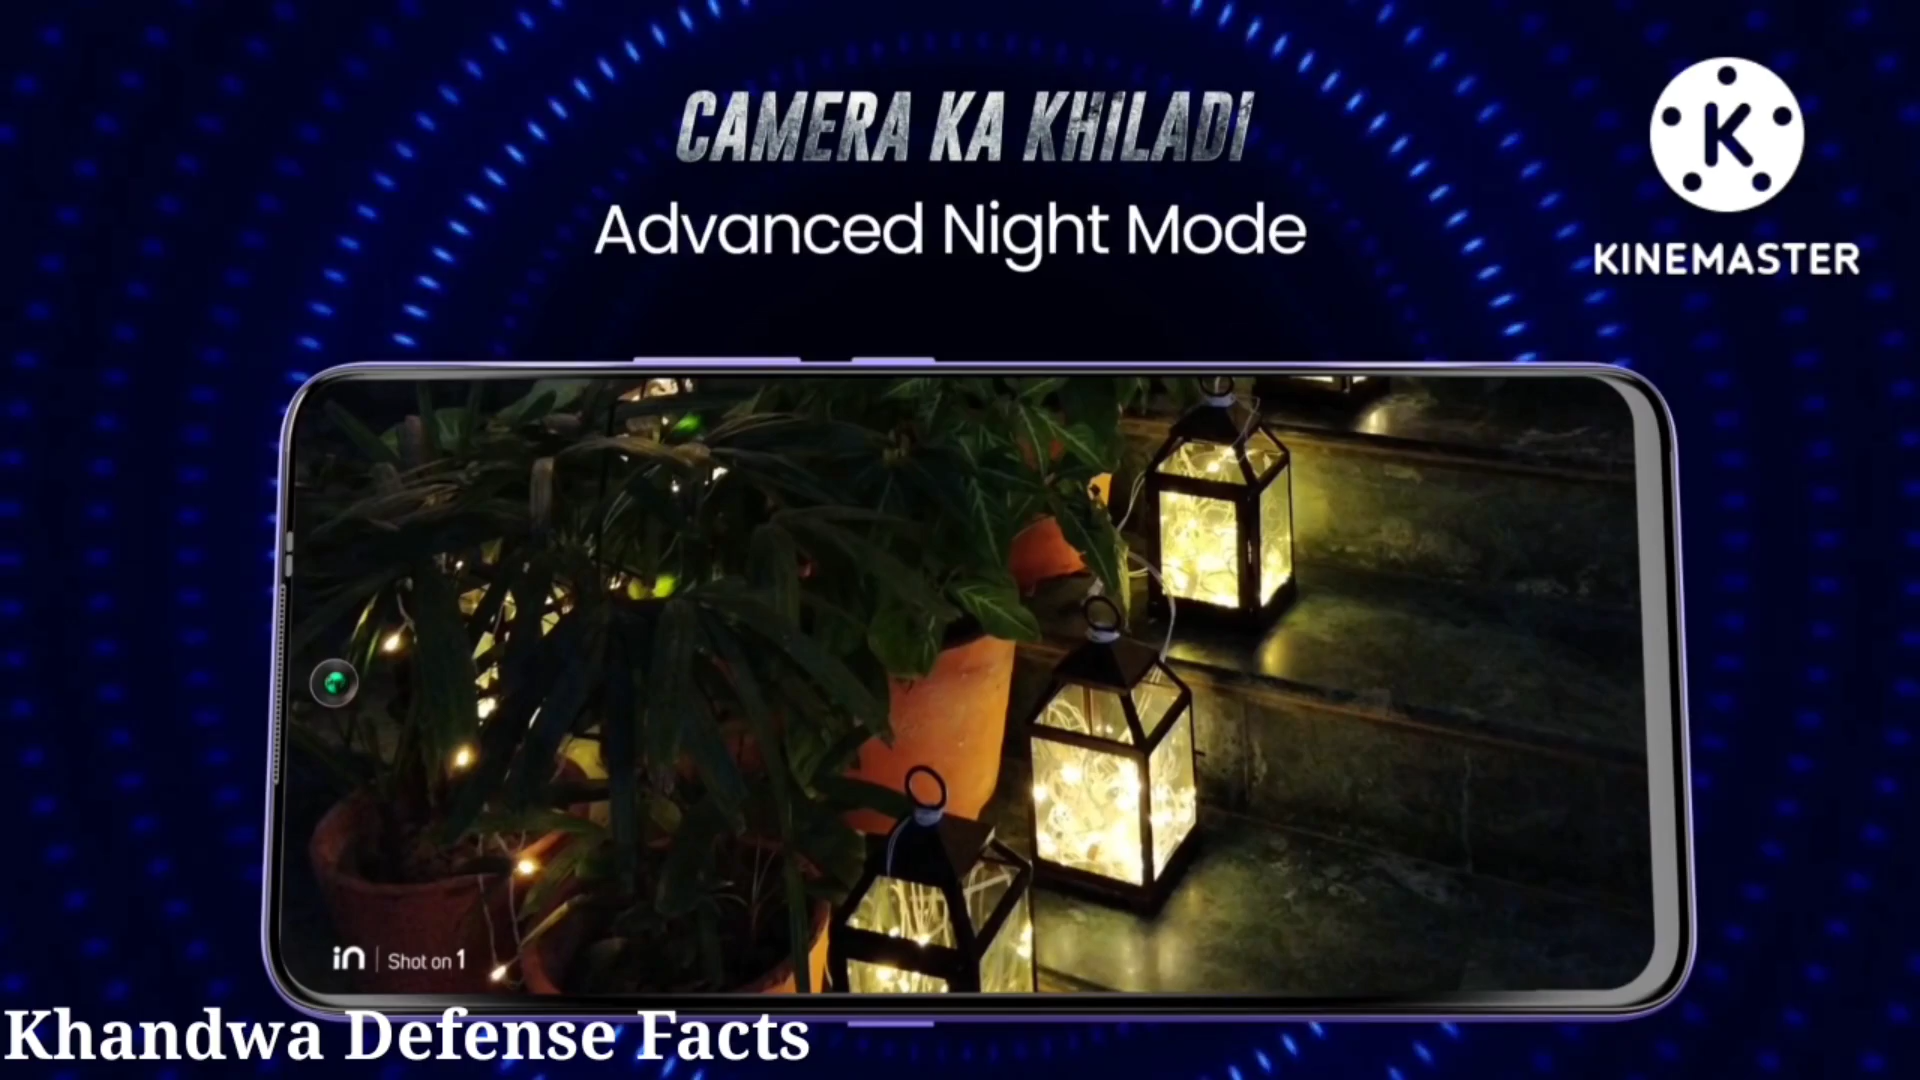 CAMERA KA KHILADI
Advanced Night Mode
K
KINEMASTER
in | Shot on 1
Khandwa Defense Facts